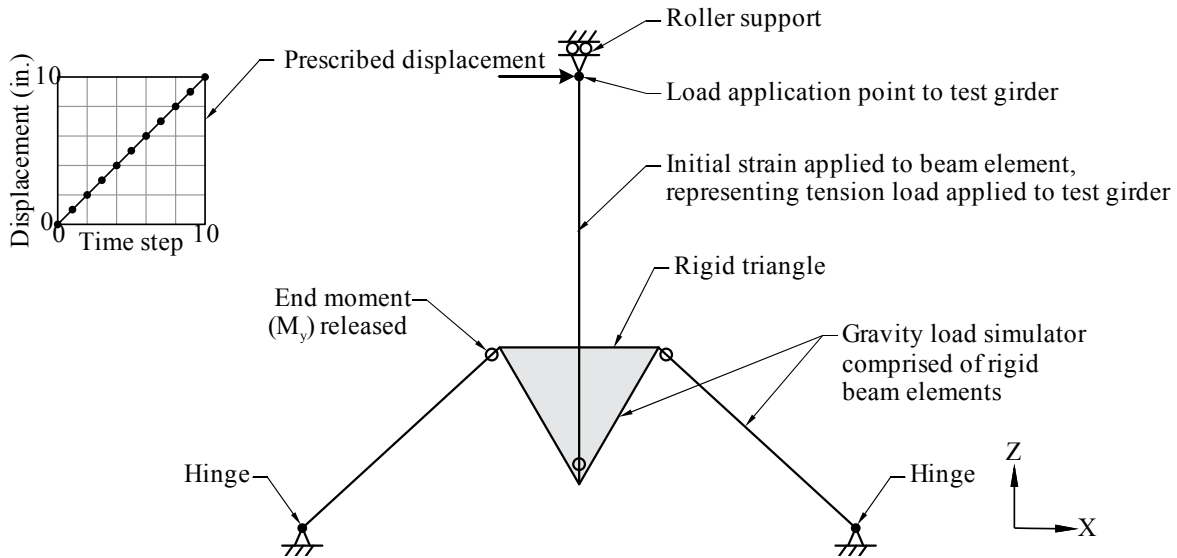 Roller support
Prescribed displacement
Load application point to test girder
Displacement (in.)
10
0
0
10
Time step
Initial strain applied to beam element,
representing tension load applied to test girder
Rigid triangle
End moment
(My) released
Gravity load simulator
comprised of rigid
beam elements
Hinge
Hinge
Z
X